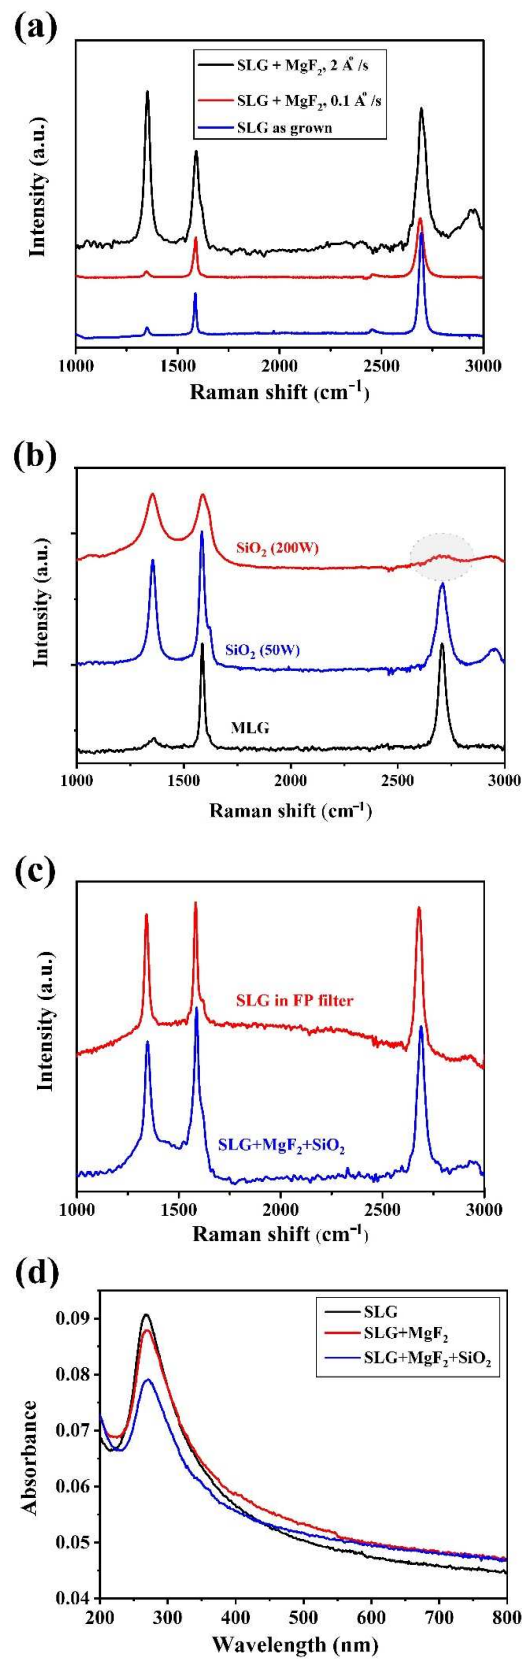 (a)
SLG + MgF₂, 2 A°/s
SLG + MgF₂, 0.1 A°/s
SLG as grown
Intensity (a.u.)
1000 1500 2000 2500 3000
Raman shift (cm⁻¹)
(b)
SiO₂ (200W)
SiO₂ (50W)
MLG
Intensity (a.u.)
1000 1500 2000 2500 3000
Raman shift (cm⁻¹)
(c)
SLG in FP filter
SLG+MgF₂+SiO₂
Intensity (a.u.)
1000 1500 2000 2500 3000
Raman shift (cm⁻¹)
(d)
SLG
SLG+MgF₂
SLG+MgF₂+SiO₂
Absorbance
0.09
0.08
0.07
0.06
0.05
0.04
200 300 400 500 600 700 800
Wavelength (nm)